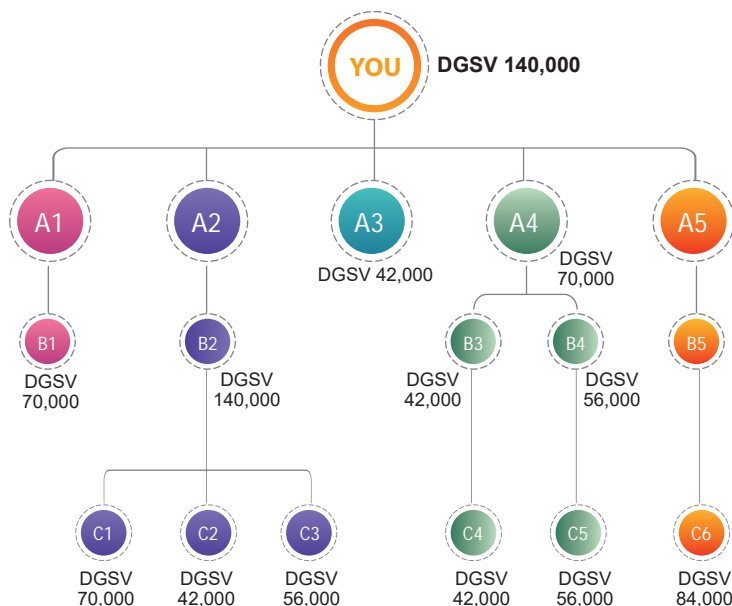 YOU
DGSV 140,000
A1
A2
A3
A4
A5
DGSV 42,000
DGSV
70,000
B1
B2
B3
B4
B5
DGSV
70,000
DGSV
140,000
DGSV
42,000
DGSV
56,000
C1
C2
C3
C4
C5
C6
DGSV
70,000
DGSV
42,000
DGSV
56,000
DGSV
42,000
DGSV
56,000
DGSV
84,000